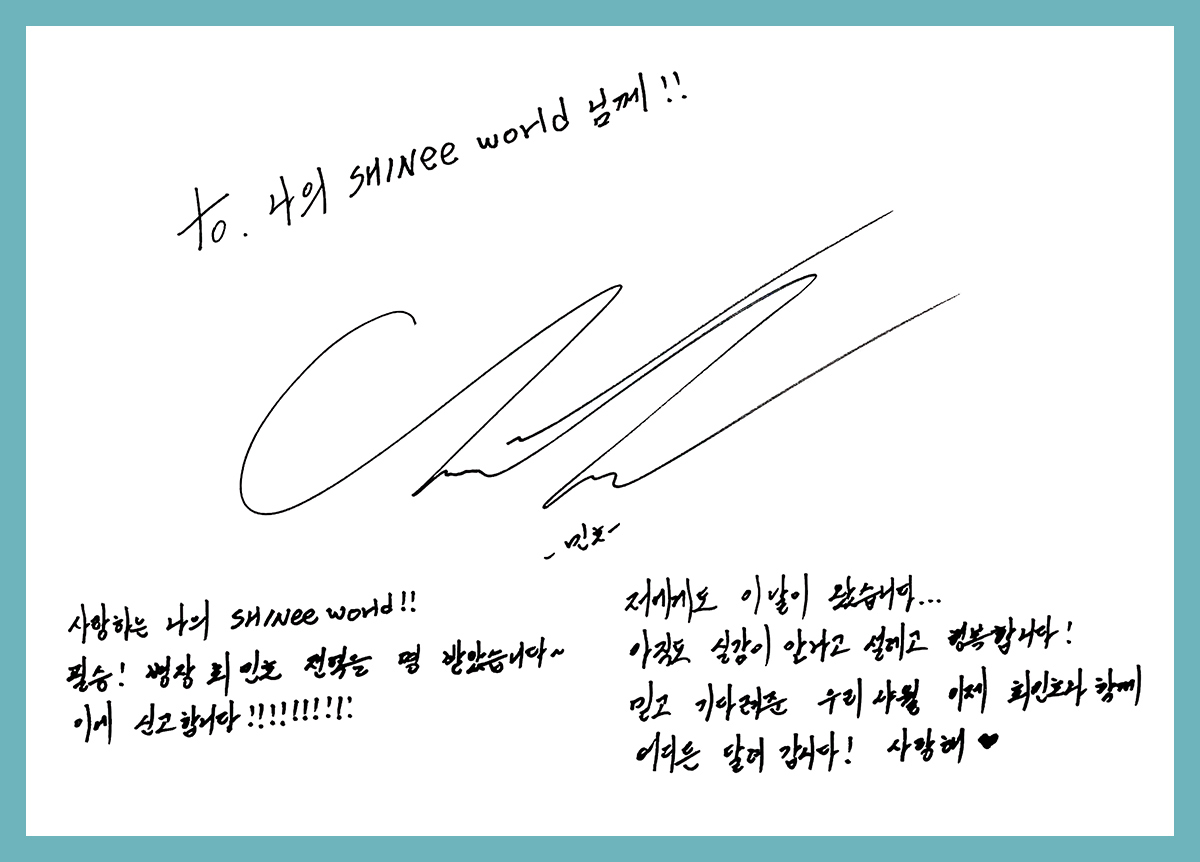 to. 나의 SHINee world 님께!!
- 민호 -
사랑하는 나의 SHINee world!!
필승! 병장 최민호 전역을 명 받았습니다~
이에 신고합니다!!!!!!!!!!
저에게도 이 날이 왔습니다...
아직도 실감이 안나고 설레고 행복합니다!
믿고 기다려준 우리 샤월 이제 최민호와 함께
어디든 달려 갑시다! 사랑해 ♥